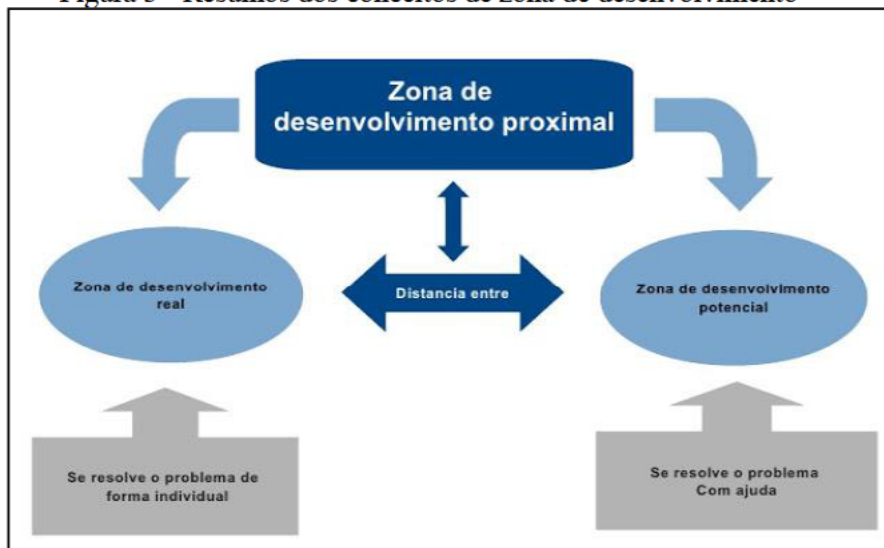 Zona de
desenvolvimento proximal
Zona de desenvolvimento
real
Distancia entre
Zona de desenvolvimento
potencial
Se resolve o problema de
forma individual
Se resolve o problema
Com ajuda